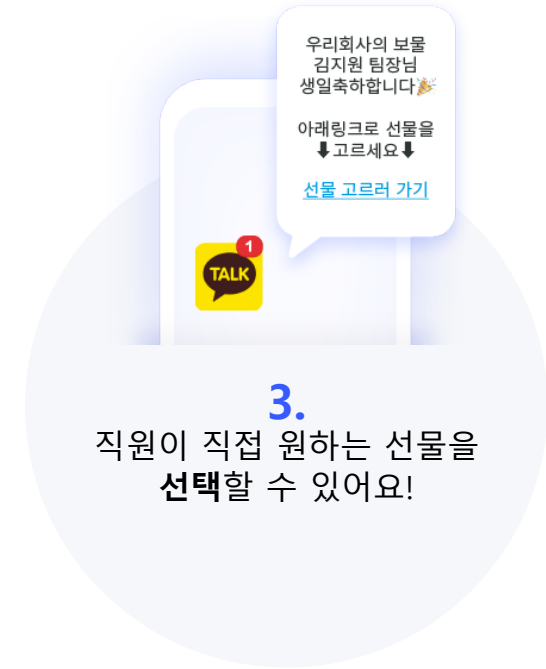 우리회사의 보물
김지원 팀장님
생일축하합니다🎉
아래링크로 선물을
⬇고르세요⬇
선물 고르러 가기
1
TALK
3.
직원이 직접 원하는 선물을
선택할 수 있어요!